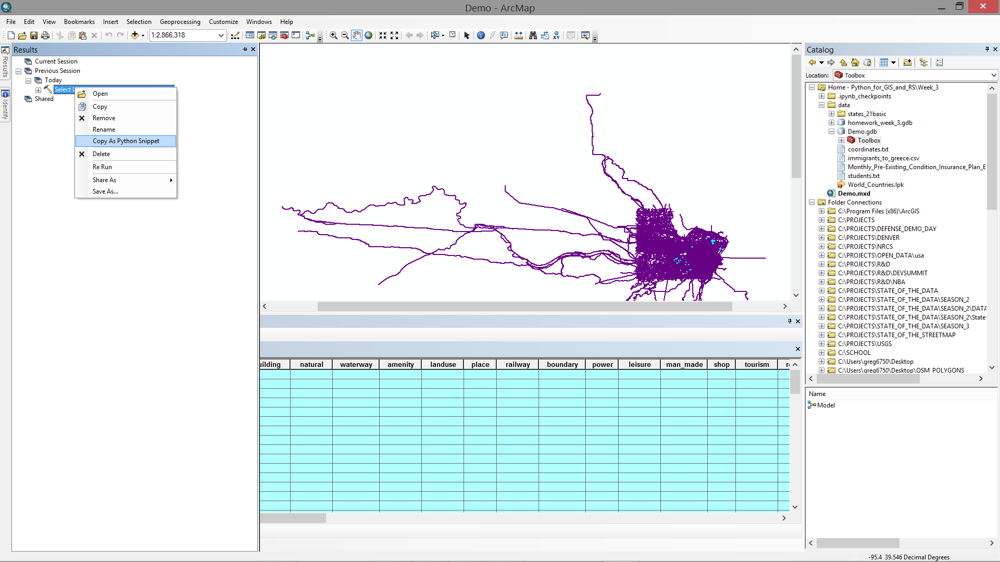 Demo - ArcMap
File Edit View Bookmarks Insert Selection Geoprocessing Customize Windows Help
1:2,866,318
Results
Results
Identify
Current Session
Previous Session
Today
Select L
Shared
Open
Copy
Remove
Rename
Copy As Python Snippet
Delete
Re Run
Share As
Save As...
uilding natural waterway amenity landuse place railway boundary power leisure man_made shop tourism r
Catalog
Location: Toolbox
Home - Python_for_GIS_and_RS\Week_3
.ipynb_checkpoints
data
states_21basic
homework_week_3.gdb
Demo.gdb
Toolbox
coordinates.txt
immigrants_to_greece.csv
Monthly_Pre-Existing_Condition_Insurance_Plan_E
students.txt
World_Countries.lpk
Demo.mxd
Folder Connections
C:\Program Files (x86)\ArcGIS
C:\PROJECTS
C:\PROJECTS\DEFENSE_DEMO_DAY
C:\PROJECTS\DENVER
C:\PROJECTS\NRCS
C:\PROJECTS\OPEN_DATA\usa
C:\PROJECTS\R&D
C:\PROJECTS\R&D\DEVSUMMIT
C:\PROJECTS\R&D\NBA
C:\PROJECTS\STATE_OF_THE_DATA
C:\PROJECTS\STATE_OF_THE_DATA\SEASON_2
C:\PROJECTS\STATE_OF_THE_DATA\SEASON_2\DATA
C:\PROJECTS\STATE_OF_THE_DATA\SEASON_2\State-
C:\PROJECTS\STATE_OF_THE_DATA\SEASON_3
C:\PROJECTS\STATE_OF_THE_STREETMAP
C:\PROJECTS\USGS
C:\SCHOOL
C:\Users\greg6750\Desktop
C:\Users\greg6750\Desktop\OSM_POLYGONS
Name
Model
-95.4 39.546 Decimal Degrees